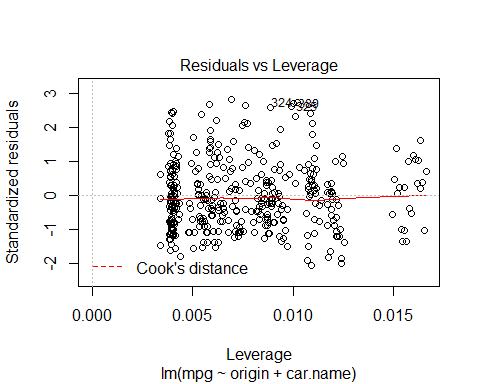 Residuals vs Leverage
Standardized residuals
3
2
1
0
-1
-2
Cook's distance
0.000 0.005 0.010 0.015
Leverage
lm(mpg ~ origin + car.name)